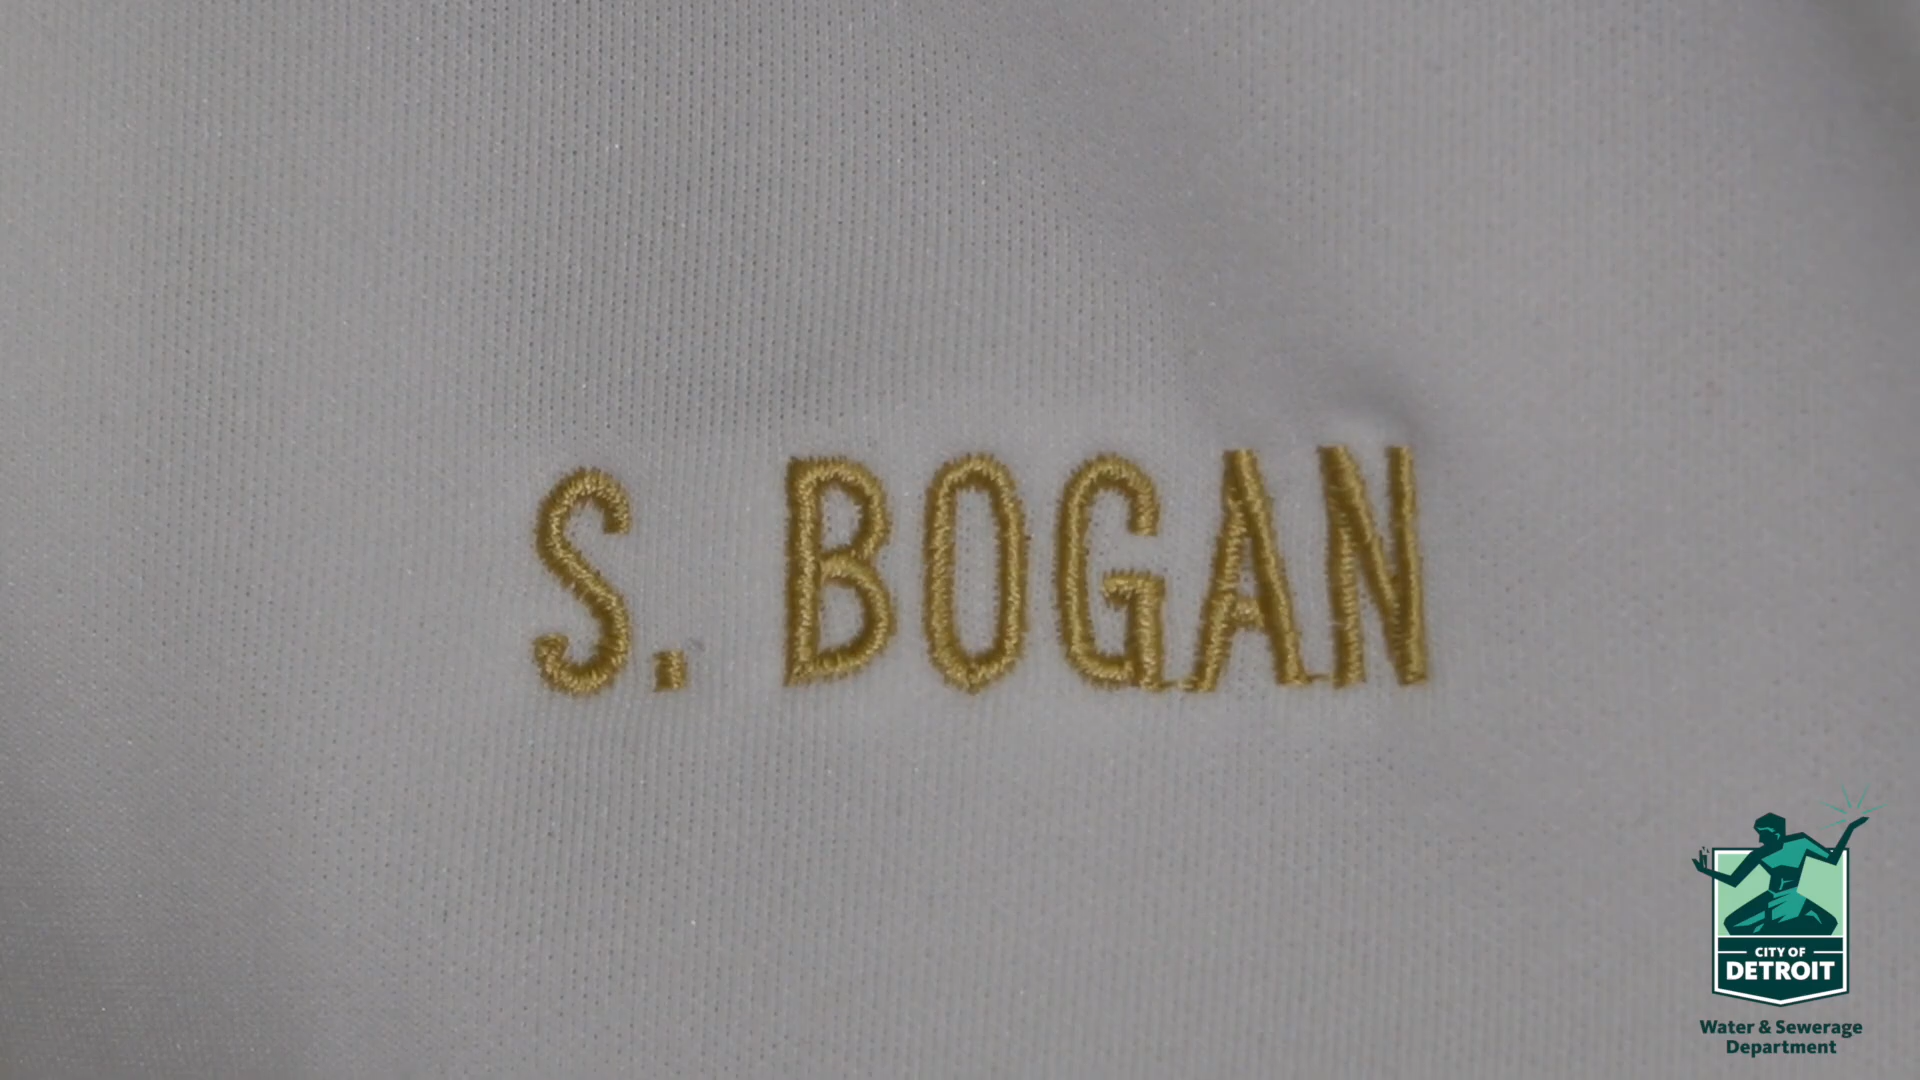 S. BOGAN
CITY OF
DETROIT
Water & Sewerage
Department